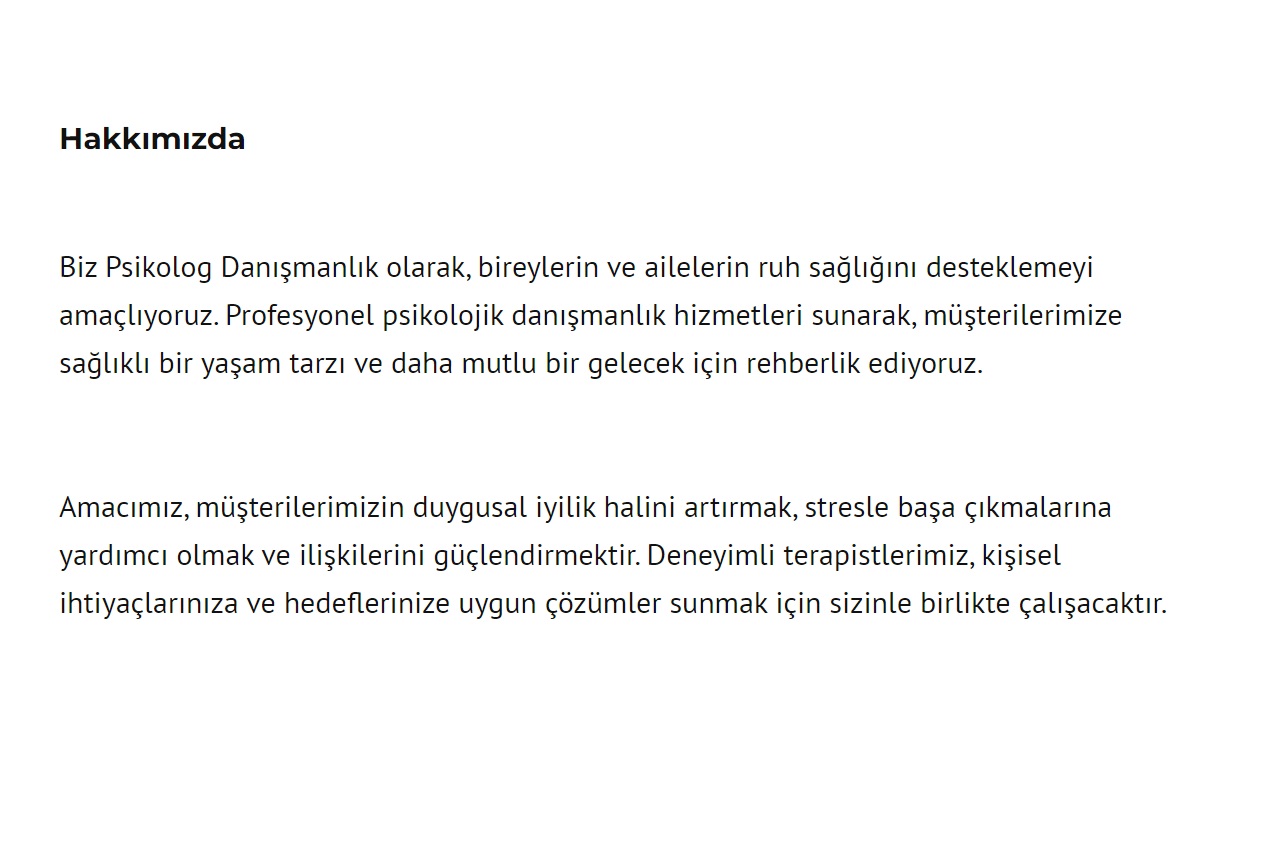 Hakkımızda
Biz Psikolog Danışmanlık olarak, bireylerin ve ailelerin ruh sağlığını desteklemeyi
amaçlıyoruz. Profesyonel psikolojik danışmanlık hizmetleri sunarak, müşterilerimize
sağlıklı bir yaşam tarzı ve daha mutlu bir gelecek için rehberlik ediyoruz.
Amacımız, müşterilerimizin duygusal iyilik halini artırmak, stresle başa çıkmalarına
yardımcı olmak ve ilişkilerini güçlendirmektir. Deneyimli terapistlerimiz, kişisel
ihtiyaçlarınıza ve hedeflerinize uygun çözümler sunmak için sizinle birlikte çalışacaktır.